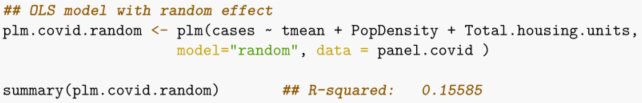 ## OLS model with random effect
plm.covid.random <- plm(cases ~ tmean + PopDensity + Total.housing.units,
model="random", data = panel.covid )
summary(plm.covid.random) ## R-squared: 0.15585